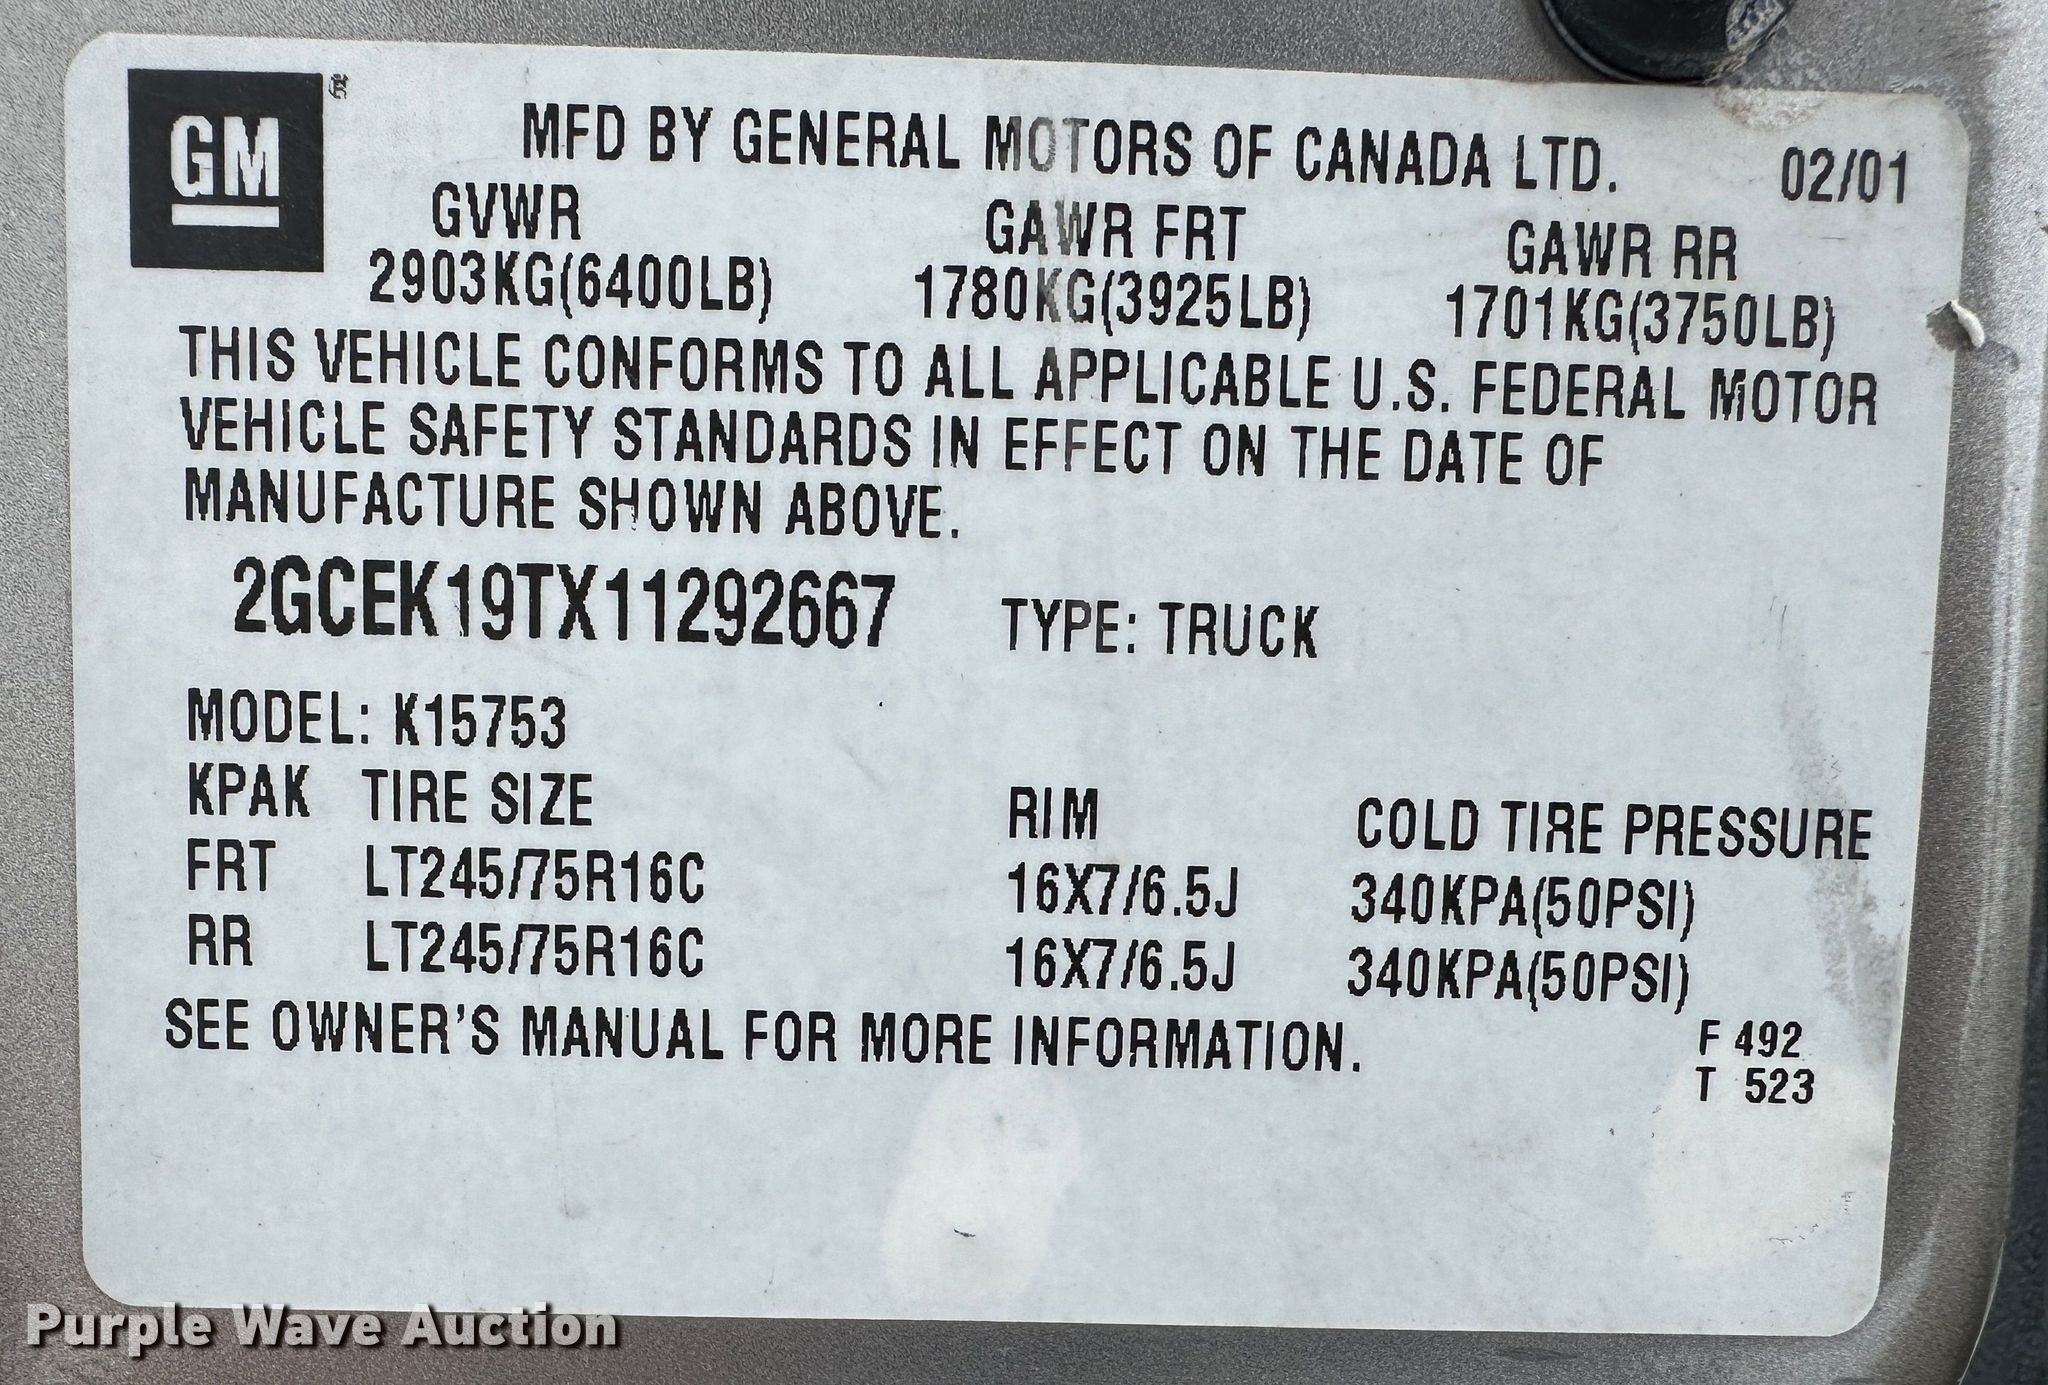 GM ®
MFD BY GENERAL MOTORS OF CANADA LTD. 02/01
GVWR GAWR FRT GAWR RR
2903KG(6400LB) 1780KG(3925LB) 1701KG(3750LB)
THIS VEHICLE CONFORMS TO ALL APPLICABLE U.S. FEDERAL MOTOR
VEHICLE SAFETY STANDARDS IN EFFECT ON THE DATE OF
MANUFACTURE SHOWN ABOVE.
2GCEK19TX11292667 TYPE: TRUCK
MODEL: K15753
KPAK TIRE SIZE RIM COLD TIRE PRESSURE
FRT LT245/75R16C 16X7/6.5J 340KPA(50PSI)
RR LT245/75R16C 16X7/6.5J 340KPA(50PSI)
SEE OWNER'S MANUAL FOR MORE INFORMATION.
F 492
T 523
Purple Wave Auction